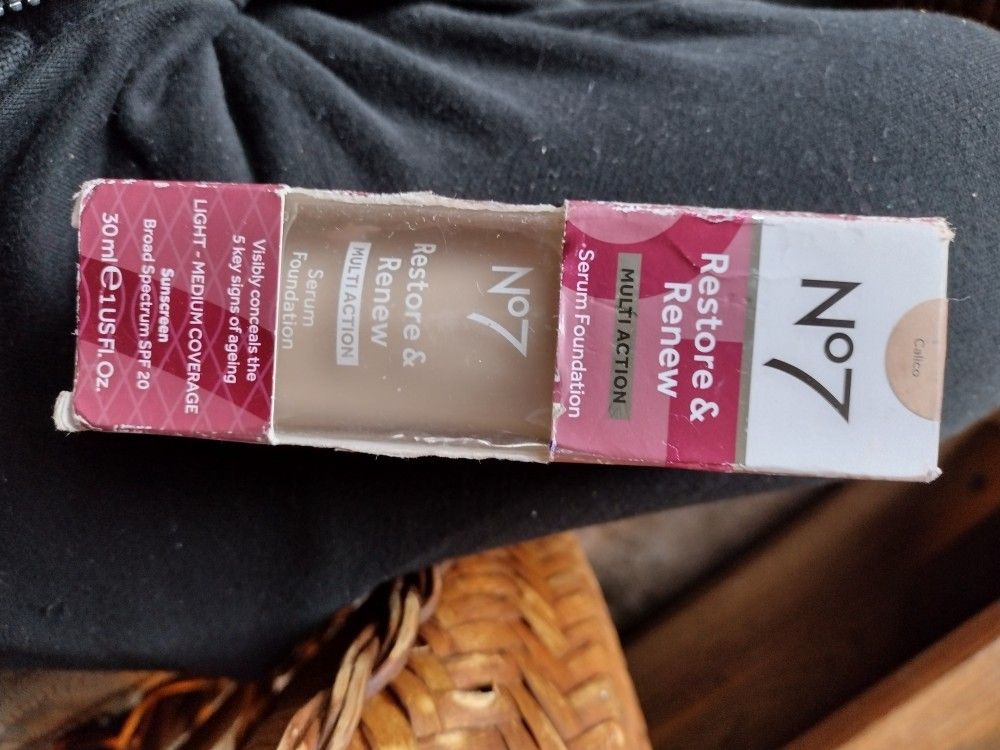 Calico
No7
Restore &
Renew
MULTI ACTION
Serum Foundation
No7
Restore &
Renew
MULTI ACTION
Serum
Foundation
Visibly conceals the
5 key signs of ageing
LIGHT - MEDIUM COVERAGE
Sunscreen
Broad Spectrum SPF 20
30ml℮1 US Fl. Oz.